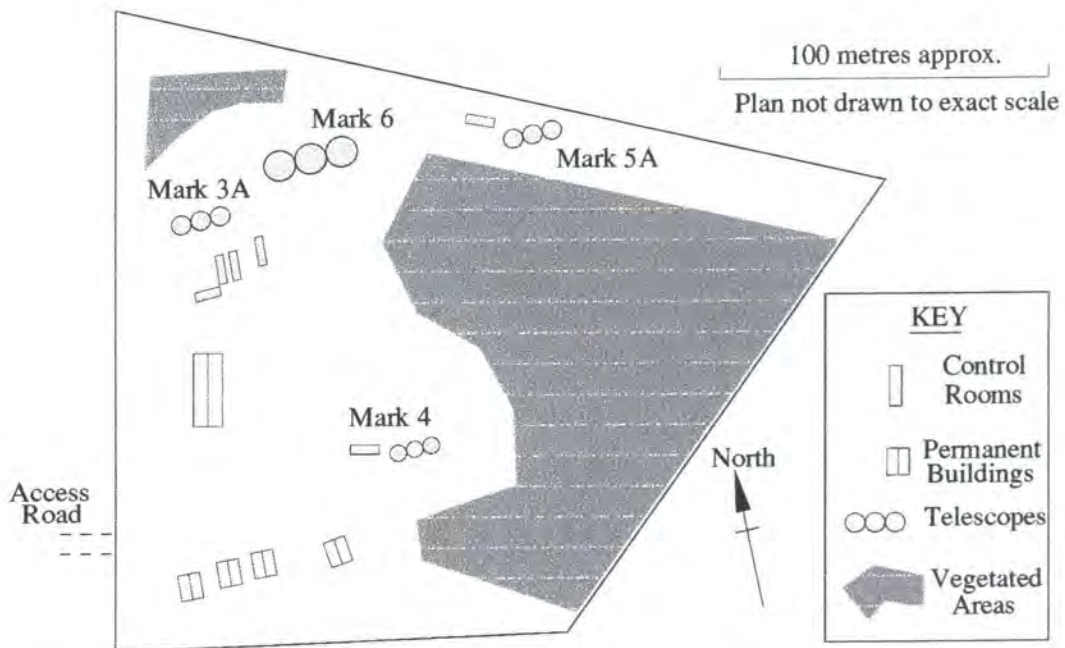 100 metres approx.
Plan not drawn to exact scale
Mark 6
Mark 5A
Mark 3A
Mark 4
North
Access
Road
KEY
Control
Rooms
Permanent
Buildings
Telescopes
Vegetated
Areas